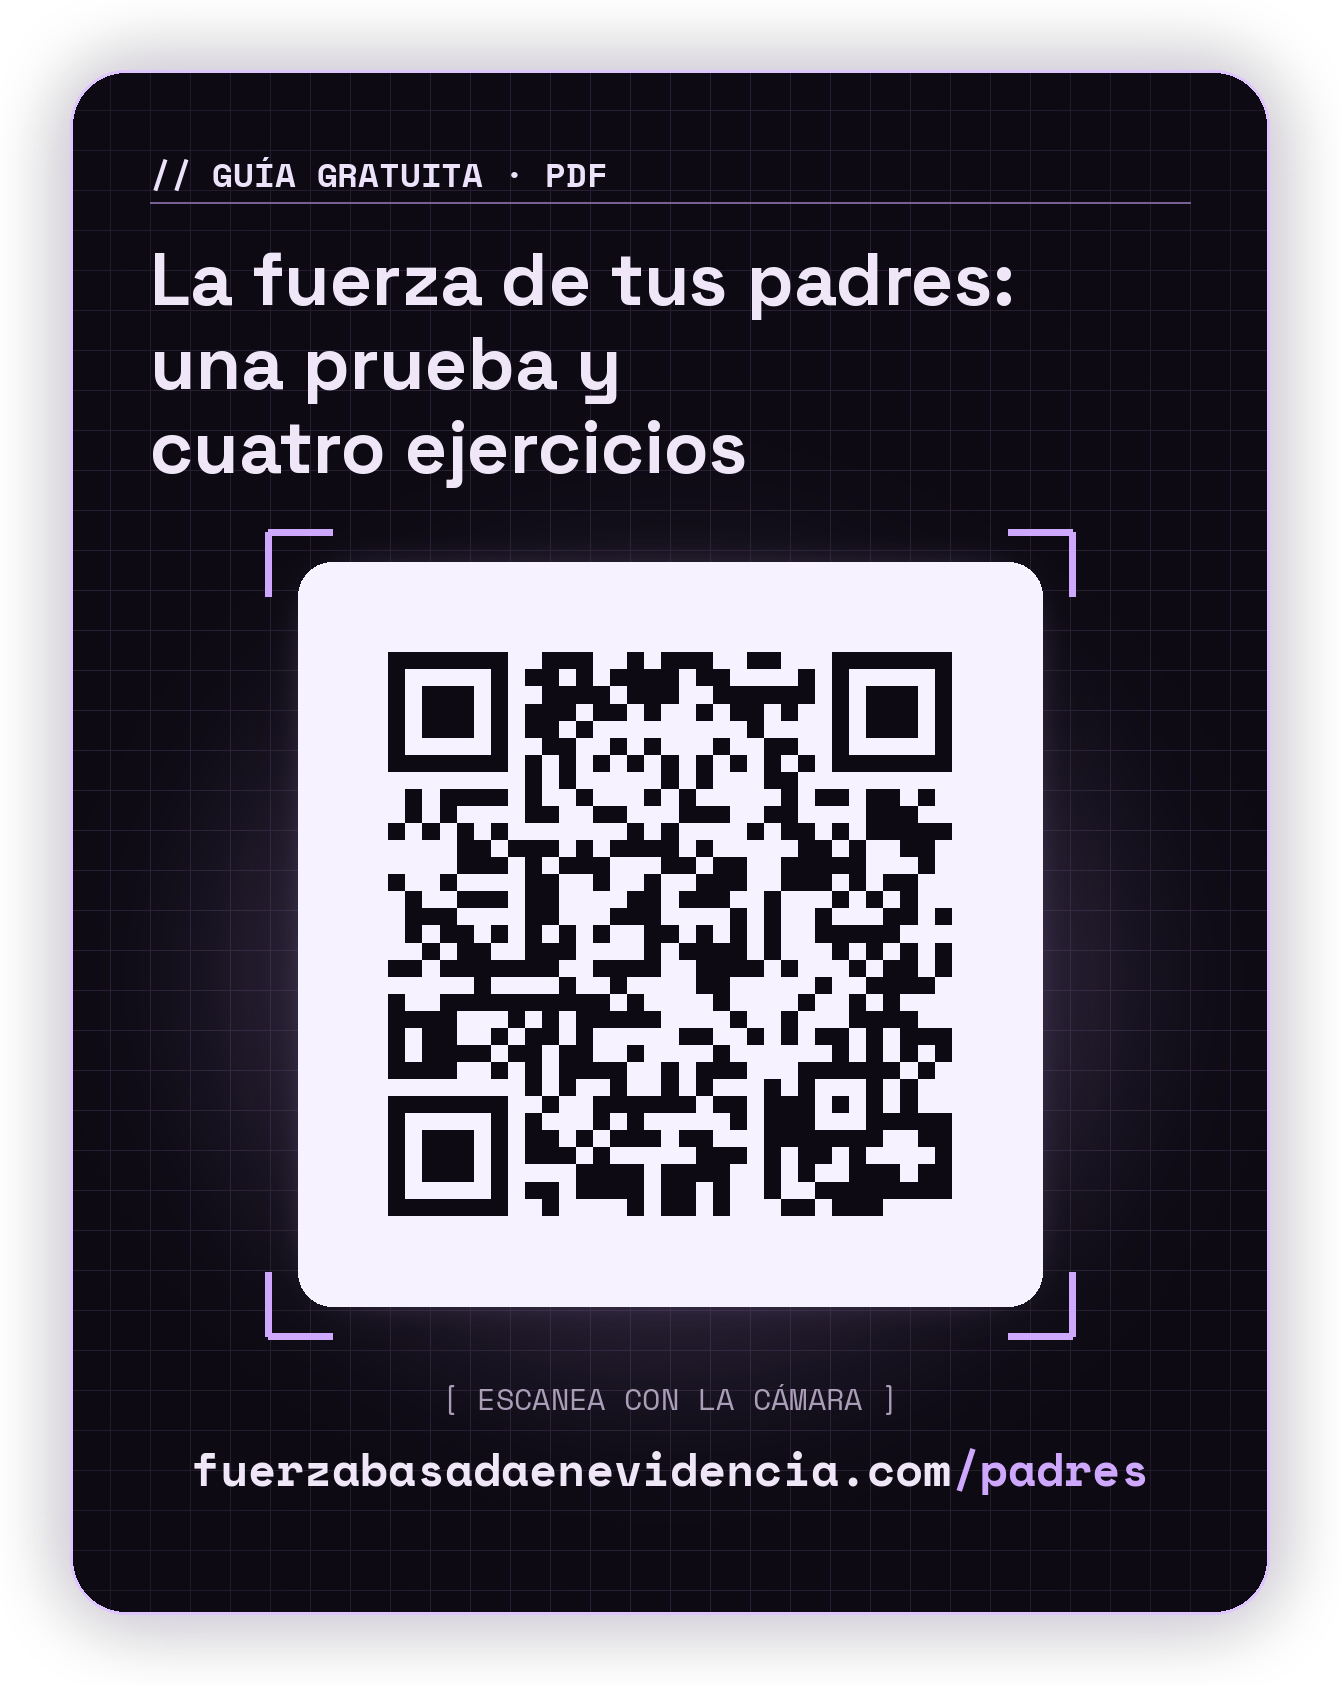 // GUÍA GRATUITA · PDF
La fuerza de tus padres:
una prueba y
cuatro ejercicios
[ ESCANEA CON LA CÁMARA ]
fuerzabasadaenevidencia.com/padres